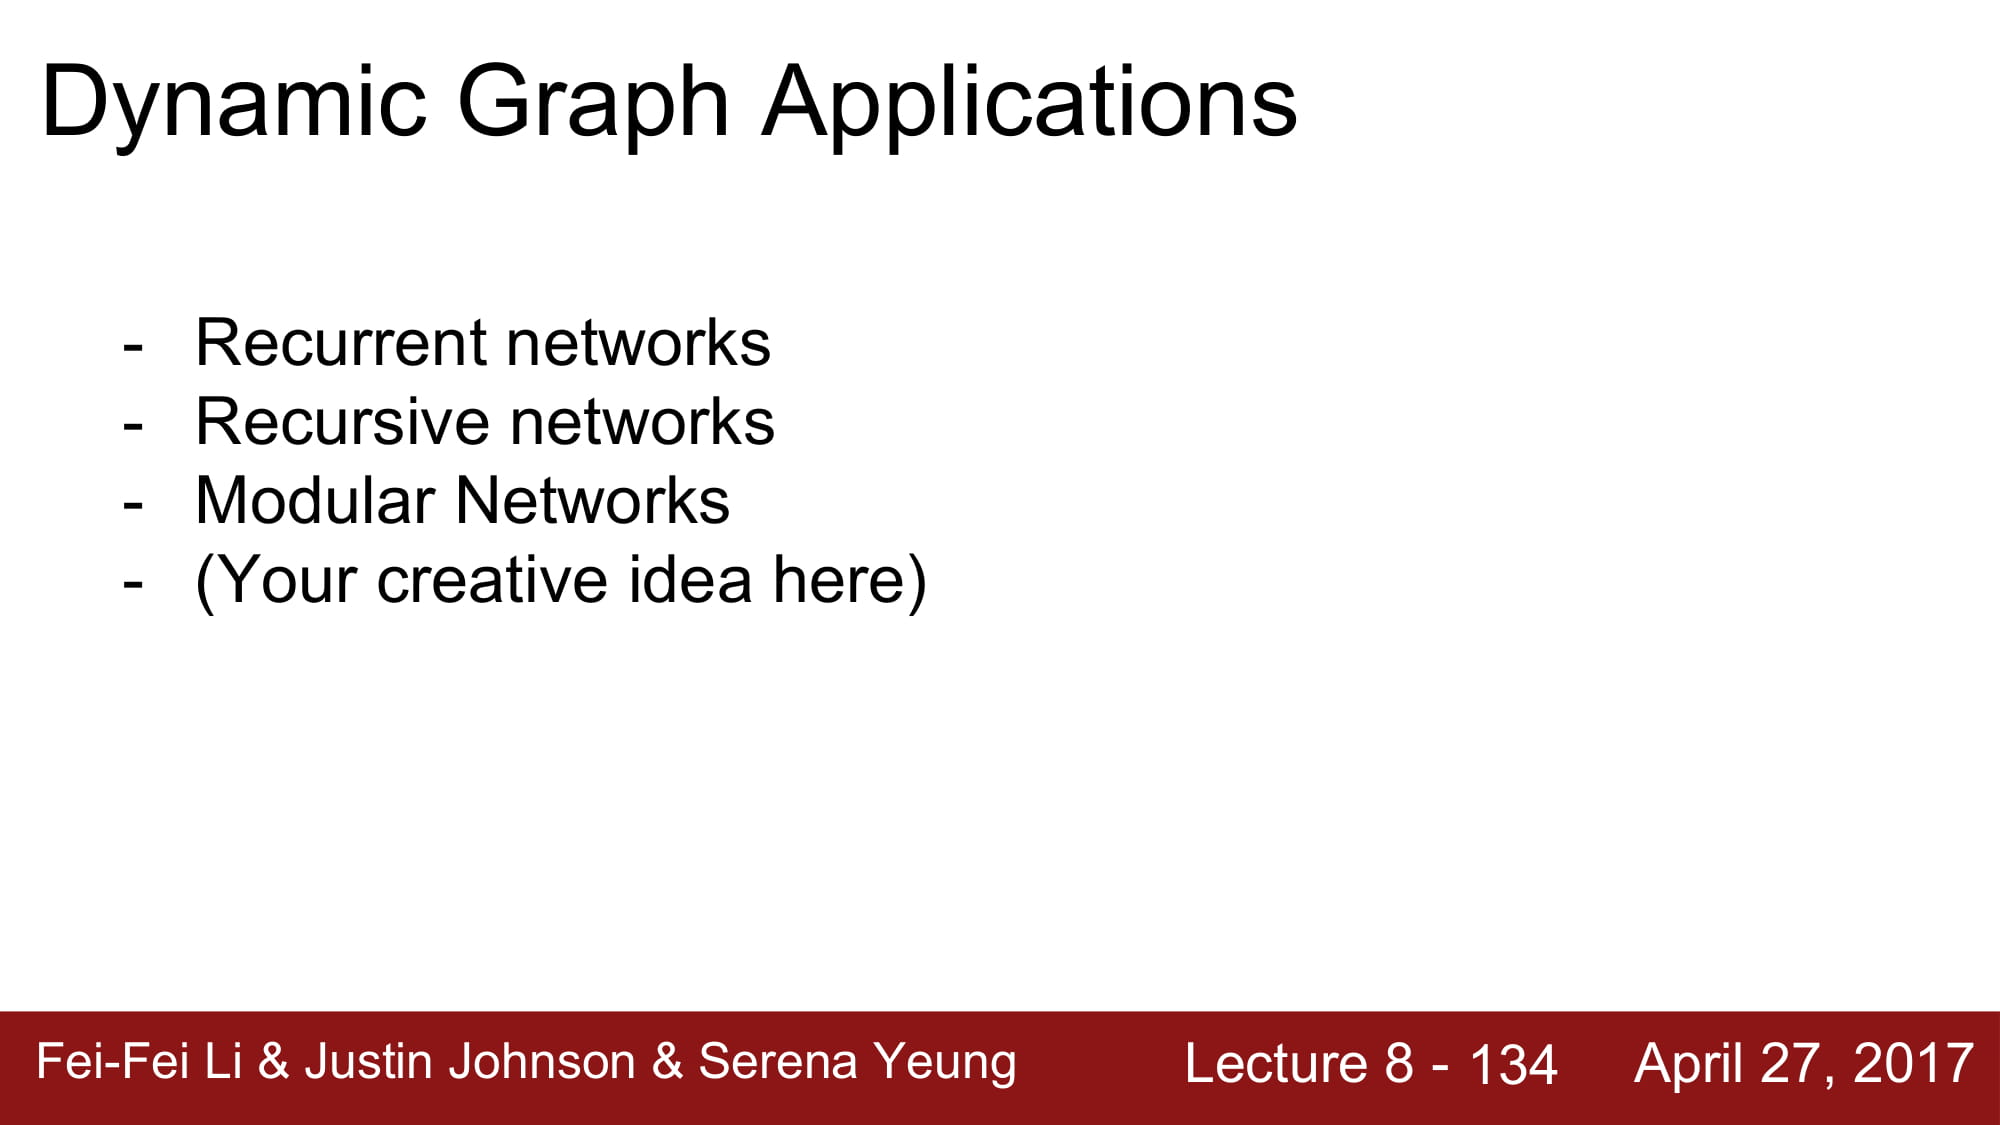 Dynamic Graph Applications
- Recurrent networks
- Recursive networks
- Modular Networks
- (Your creative idea here)
Fei-Fei Li & Justin Johnson & Serena Yeung Lecture 8 - 134 April 27, 2017